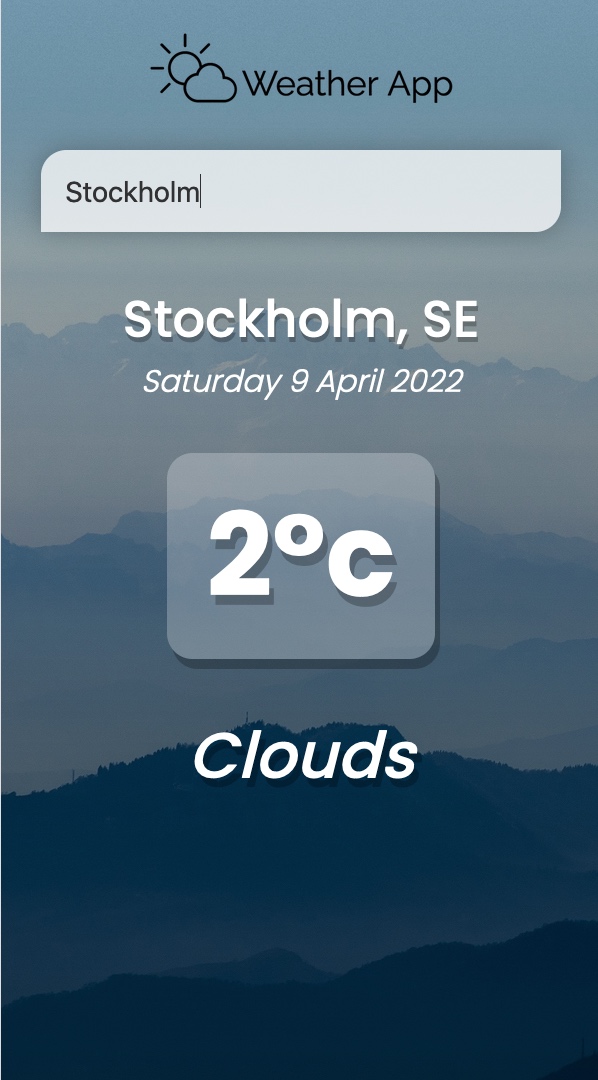 Weather App
Stockholm
Stockholm, SE
Saturday 9 April 2022
2°c
Clouds